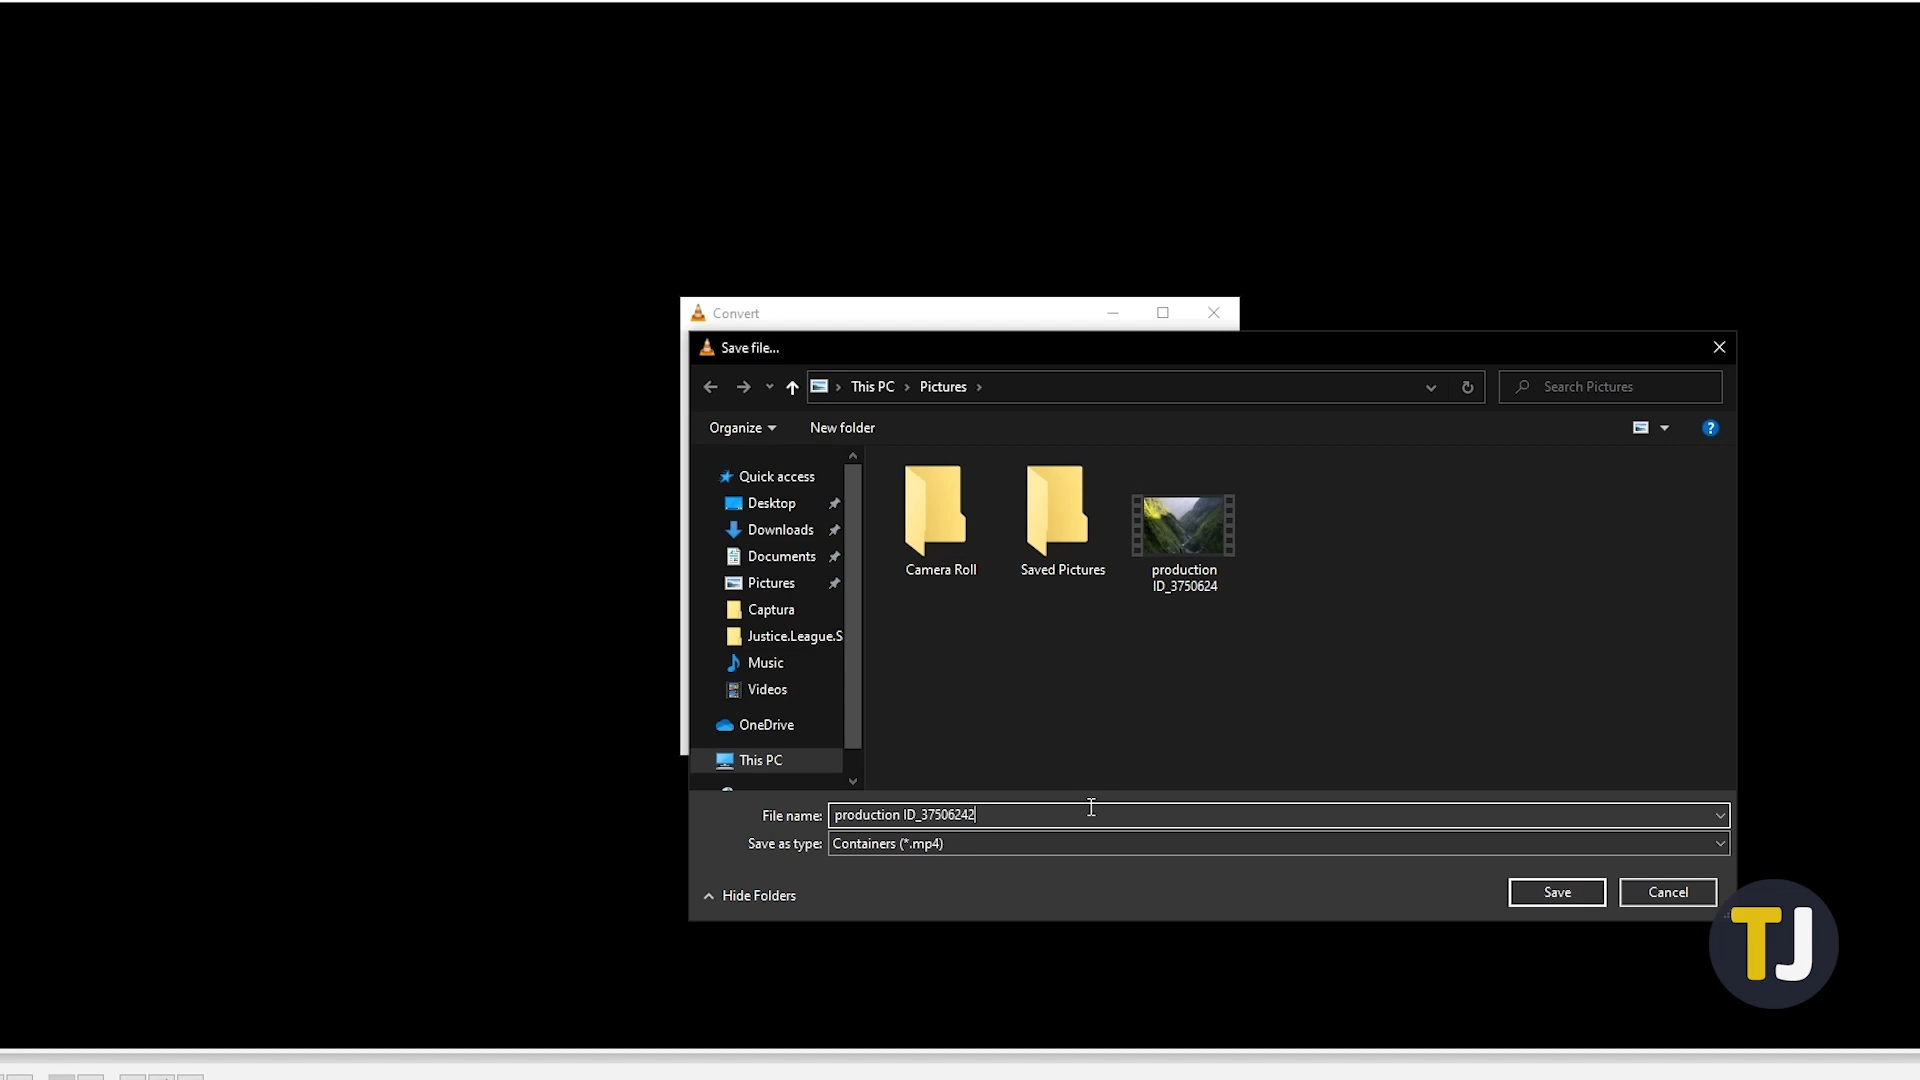 Convert
Save file...
This PC
Pictures
Search Pictures
Organize
New folder
?
Quick access
Desktop
Downloads
Documents
Pictures
Captura
Justice.League.S
Music
Videos
OneDrive
This PC
Camera Roll
Saved Pictures
production
ID_3750624
File name:
production ID_37506242
Save as type:
Containers (*.mp4)
Hide Folders
Save
Cancel
TJ